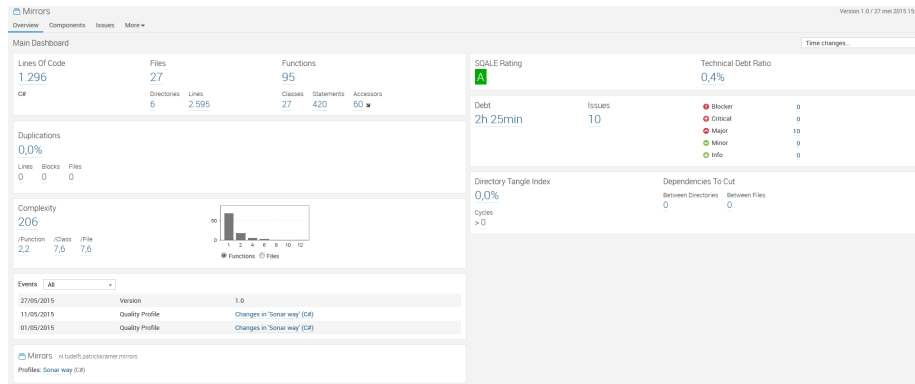 Mirrors
Version 1.0 / 27 mei 2015 15
Overview Components Issues More
Main Dashboard
Time changes...
Lines Of Code
1.296
C#
Files
27
Directories Lines
6 2.595
Functions
95
Classes Statements Accessors
27 420 60
Duplications
0,0%
Lines Blocks Files
0 0 0
Complexity
206
/Function /Class /File
2,2 7,6 7,6
50
0
1 2 4 6 8 10 12
Functions Files
Events All
27/05/2015 Version 1.0
11/05/2015 Quality Profile Changes in 'Sonar way' (C#)
01/05/2015 Quality Profile Changes in 'Sonar way' (C#)
Mirrors nl.tudelft.patrickkramer.mirrors
Profiles: Sonar way (C#)
SQALE Rating
A
Technical Debt Ratio
0,4%
Debt
2h 25min
Issues
10
Blocker 0
Critical 0
Major 10
Minor 0
Info 0
Directory Tangle Index
0,0%
Cycles
> 0
Dependencies To Cut
Between Directories Between Files
0 0